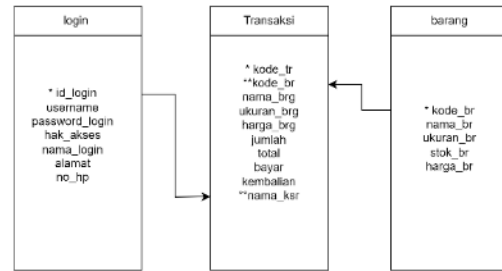 login
* id_login
username
password_login
hak_akses
nama_login
alamat
no_hp
Transaksi
* kode_tr
**kode_br
nama_brg
ukuran_brg
harga_brg
jumlah
total
bayar
kembalian
**nama_ksr
barang
* kode_br
nama_br
ukuran_br
stok_br
harga_br